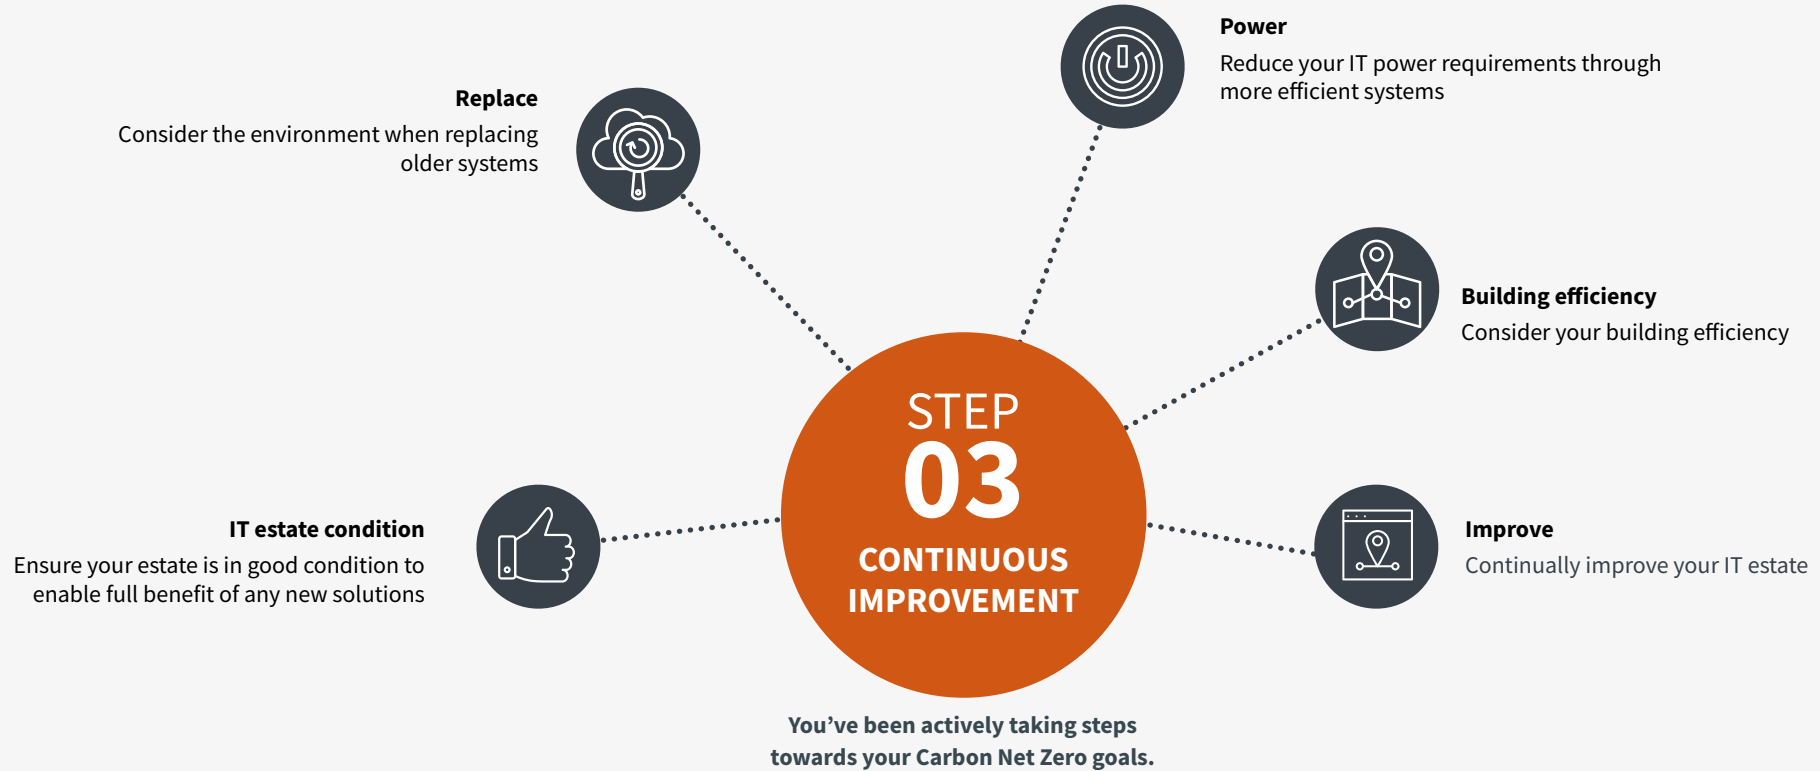 Power
Reduce your IT power requirements through
more efficient systems
Replace
Consider the environment when replacing
older systems
Building efficiency
Consider your building efficiency
STEP
03
CONTINUOUS
IMPROVEMENT
IT estate condition
Ensure your estate is in good condition to
enable full benefit of any new solutions
Improve
Continually improve your IT estate
You’ve been actively taking steps
towards your Carbon Net Zero goals.